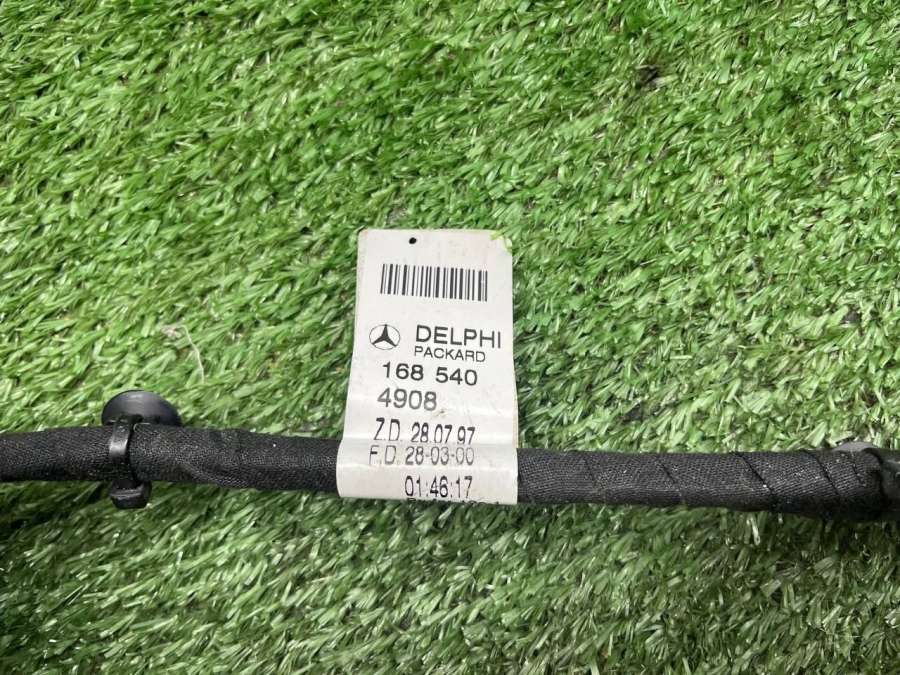 DELPHI
PACKARD
168 540
4908
Z.D. 28.07.97
F.D. 28-03-00
01:46:17